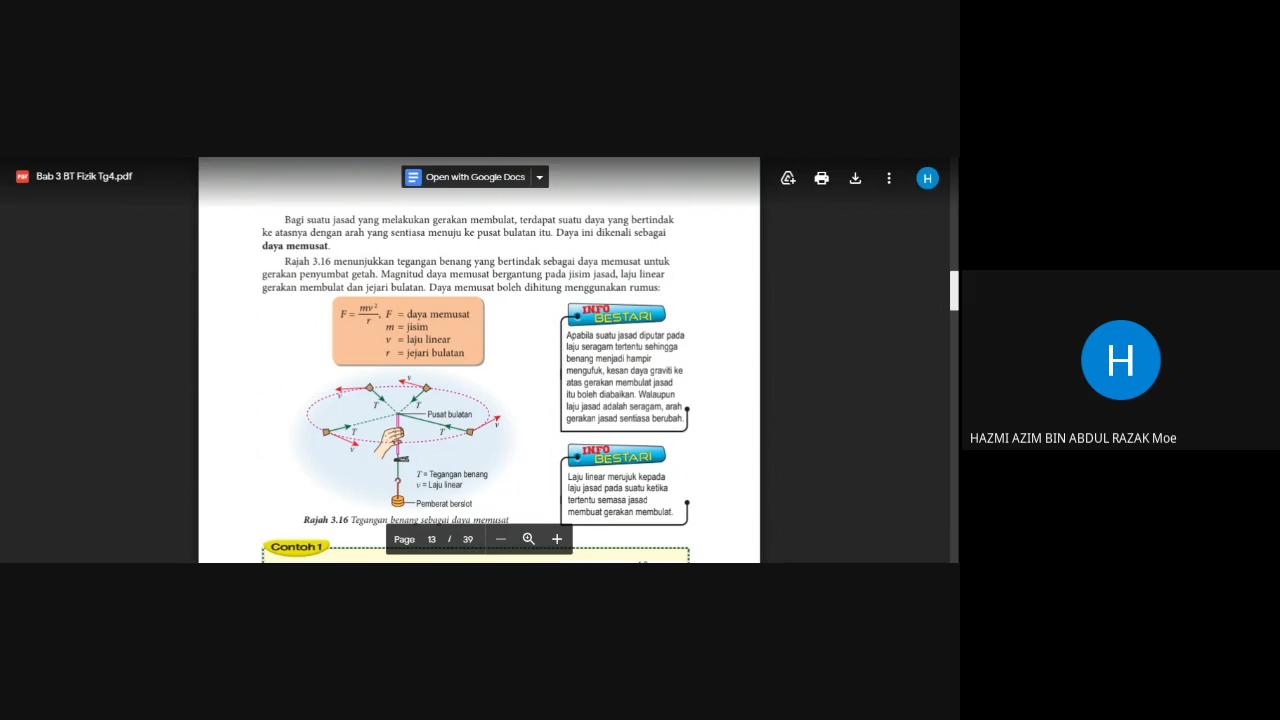 Bab 3 BT Fizik Tg4.pdf
Open with Google Docs
H
Bagi suatu jasad yang melakukan gerakan membulat, terdapat suatu daya yang bertindak
ke atasnya dengan arah yang sentiasa menuju ke pusat bulatan itu. Daya ini dikenali sebagai
daya memusat.
Rajah 3.16 menunjukkan tegangan benang yang bertindak sebagai daya memusat untuk
gerakan penyumbat getah. Magnitud daya memusat bergantung pada jisim jasad, laju linear
gerakan membulat dan jejari bulatan. Daya memusat boleh dihitung menggunakan rumus:
F = mv²/r, F = daya memusat
m = jisim
v = laju linear
r = jejari bulatan
INFO
BESTARI
Apabila suatu jasad diputar pada
laju seragam tertentu sehingga
benang menjadi hampir
mengufuk, kesan daya graviti ke
atas gerakan membulat jasad
itu boleh diabaikan. Walaupun
laju jasad adalah seragam, arah
gerakan jasad sentiasa berubah.
v
v
T
T
Pusat bulatan
T
T
v
v
T = Tegangan benang
v = Laju linear
Pemberat berslot
Rajah 3.16 Tegangan benang sebagai daya memusat
INFO
BESTARI
Laju linear merujuk kepada
laju jasad pada suatu ketika
tertentu semasa jasad
membuat gerakan membulat.
Page 13 / 39
Contoh 1
H
HAZMI AZIM BIN ABDUL RAZAK Moe